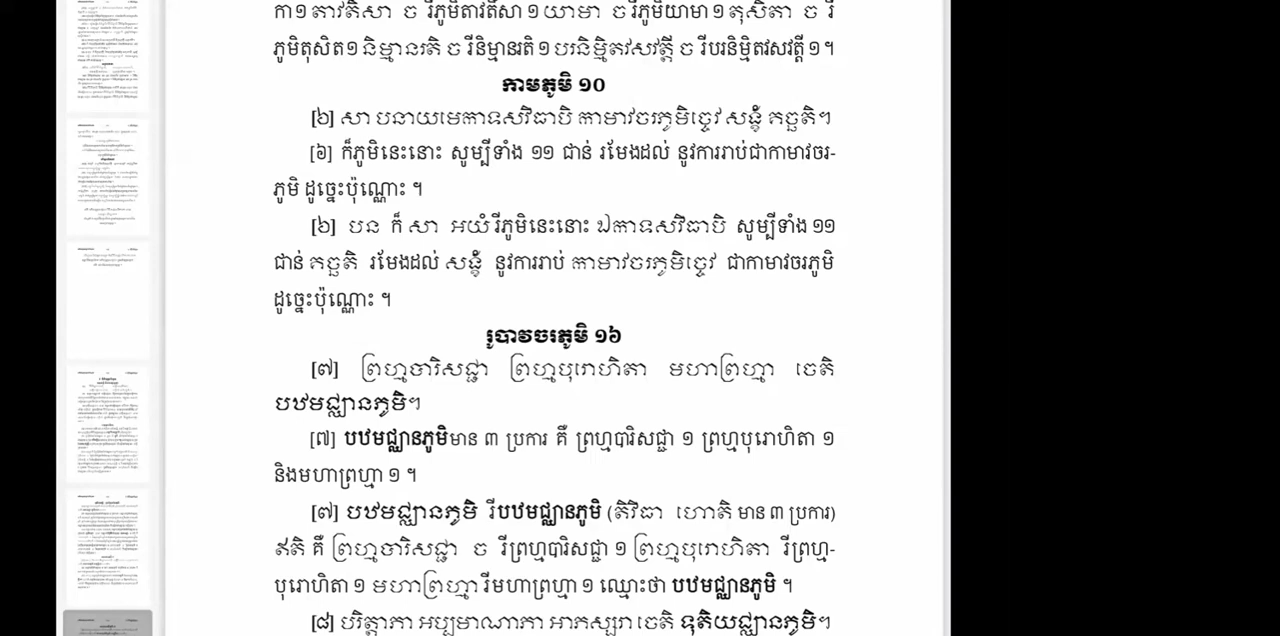 កា ១ តាវតឹសា ច រីភូមិតាវតឹសា ១ យាមា ច រីភូមិយាមា ១ តុសិតា ច រី
ភូមិតុសិត ១ និម្មានរតិ ច រីនិម្មានរតិ ១ បរនិម្មិតវសវត្តី ច រីបរនិម្មិតវសវត្តី ១។
កាមភូមិ ១០
[៦] សា បនាយមេកាទសវិធាបិ កាមាវចរភូមិច្ចេវ សង្ខំ គច្ឆតិ។
[៦] ក៏ភូមិនេះនោះ សូម្បីទាំង ១១ ជាន់ រមែងដល់ នូវការរាប់ជាកាមាវចរ-
ភូមិ ដូច្នេះប៉ុណ្ណោះ ។
[៦] បន ក៏ សា អយំ រីភូមិនេះនោះ ឯកាទសវិធាបិ សូម្បីទាំង ១១
ជាន់ គច្ឆតិ រមែងដល់ សង្ខំ នូវការរាប់ កាមាវចរភូមិច្ចេវ ជាកាមាវចរភូមិ
ដូច្នេះប៉ុណ្ណោះ ។
រូបាវចរភូមិ ១៦
[៧] ព្រហ្មបារិសជ្ជា ព្រហ្មបុរោហិតា មហាព្រហ្មា ចេតិ
បឋមជ្ឈានភូមិ។
[៧] បឋមជ្ឈានភូមិមាន ៣ ប្រការគឺ ព្រហ្មបារិសជ្ជា ១ ព្រហ្មបុរោហិតា ១
និងមហាព្រហ្មា ១ ។
[៧] បឋមជ្ឈានភូមិ រីបឋមជ្ឈានភូមិ (តិវិធា ហោតិ មាន ៣ ប្រការ)
ឥតិ គឺ ព្រហ្មបារិសជ្ជា ច រីព្រហ្មបារិសជ្ជា ១ ព្រហ្មបុរោហិតា រីព្រហ្ម-
បុរោហិតា ១ មហាព្រហ្មា រីមហាព្រហ្មា ១ ឈ្មោះថា បឋមជ្ឈានភូមិ។
[៨] បរិត្តាភា អប្បមាណាភា អាភស្សរា ចេតិ ទុតិយជ្ឈានភូមិ។